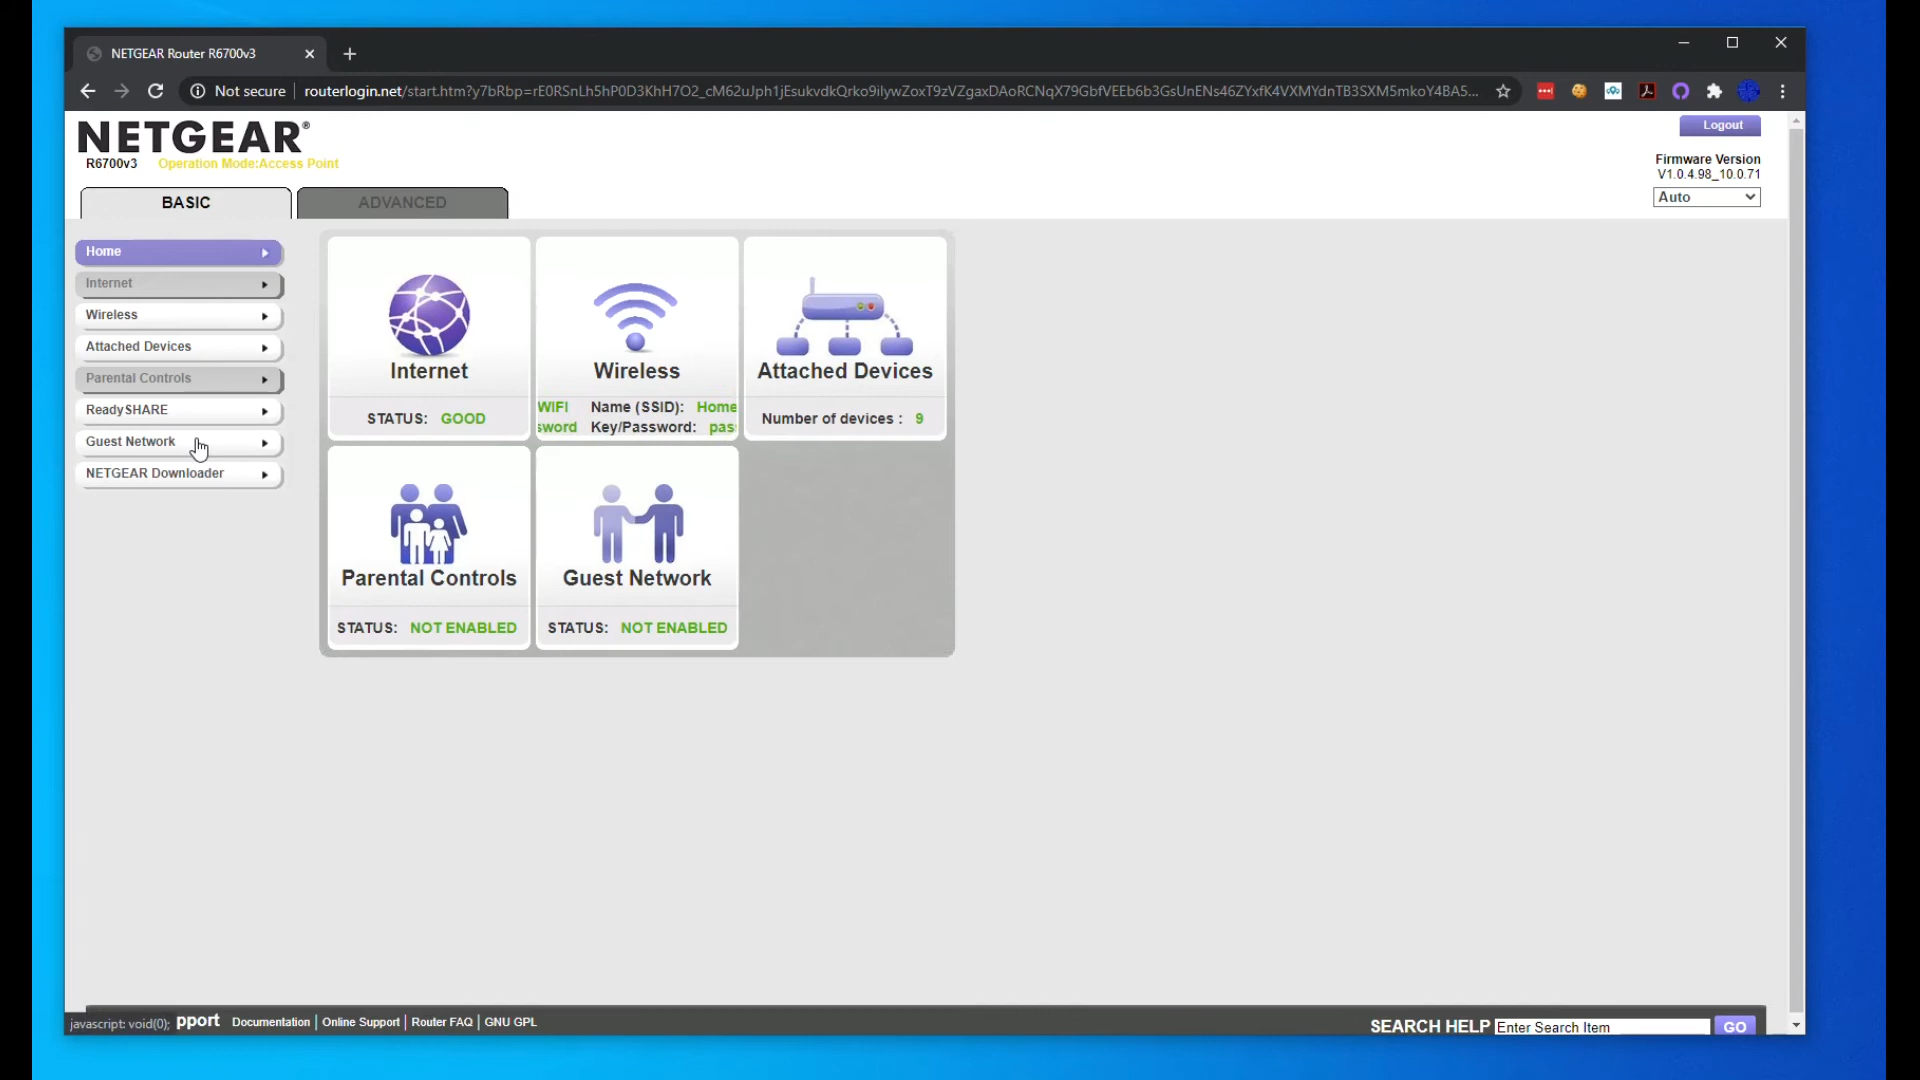 NETGEAR Router R6700v3
Not secure routerlogin.net/start.htm?
NETGEAR®
R6700v3 Operation Mode:Access Point
Logout
Firmware Version
V1.0.4.98_10.0.71
Auto
BASIC
ADVANCED
Home
Internet
Wireless
Attached Devices
Parental Controls
ReadySHARE
Guest Network
NETGEAR Downloader
Internet
STATUS: GOOD
Wireless
WIFI Name (SSID): Home
sword Key/Password: pas
Attached Devices
Number of devices : 9
Parental Controls
STATUS: NOT ENABLED
Guest Network
STATUS: NOT ENABLED
javascript: void(0);
pport Documentation | Online Support | Router FAQ | GNU GPL
SEARCH HELP Enter Search Item GO